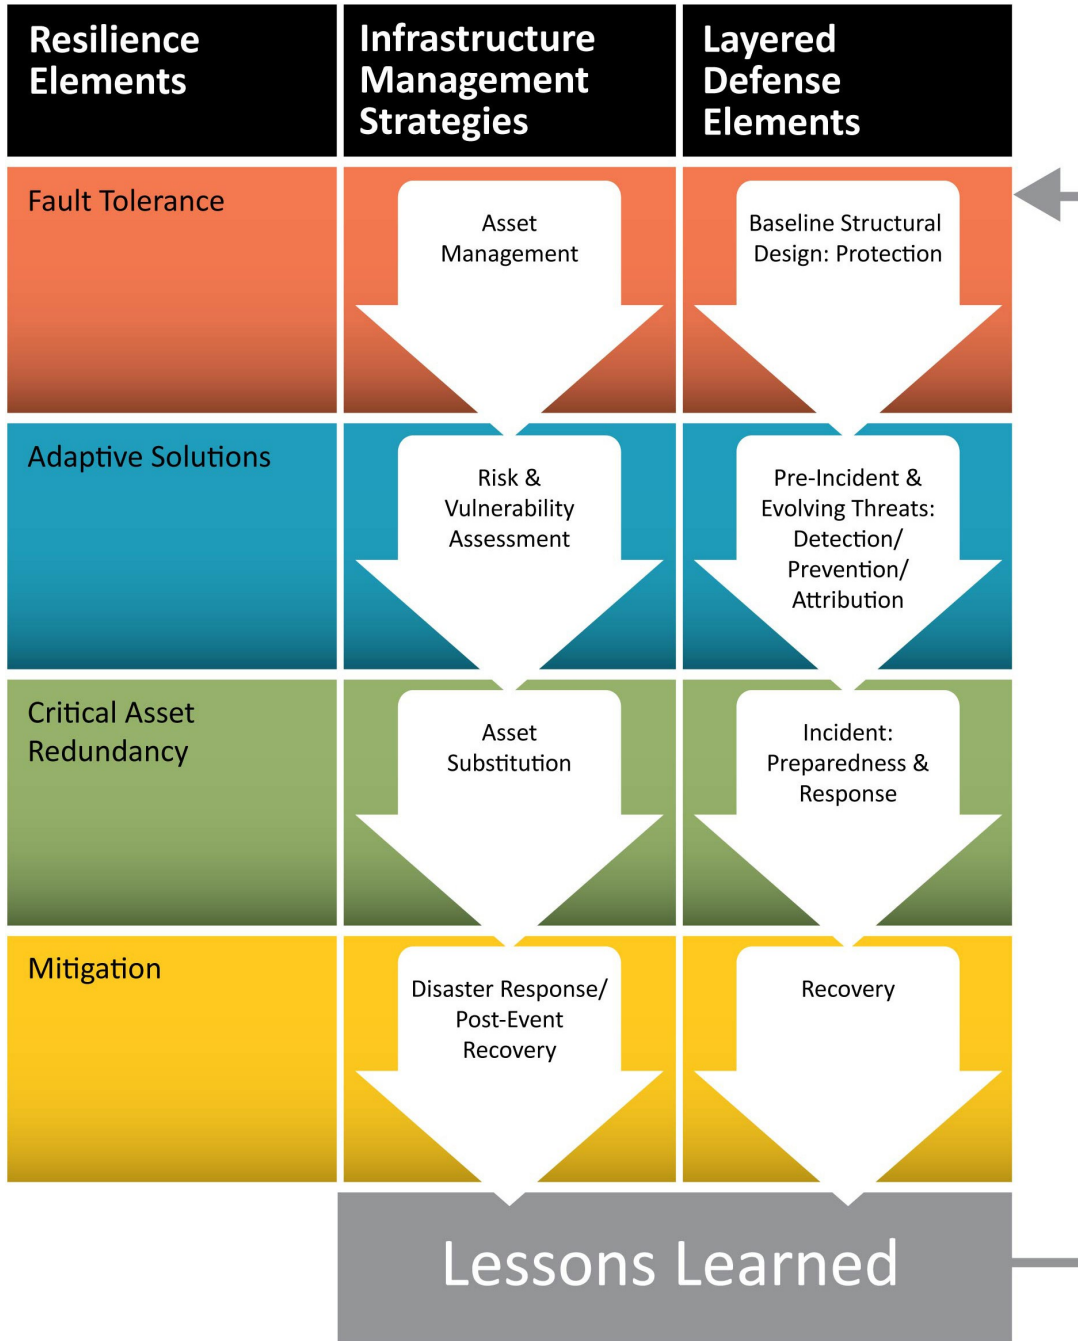 Resilience
Elements
Infrastructure
Management
Strategies
Layered
Defense
Elements
Fault Tolerance
Asset
Management
Baseline Structural
Design: Protection
Adaptive Solutions
Risk &
Vulnerability
Assessment
Pre-Incident &
Evolving Threats:
Detection/
Prevention/
Attribution
Critical Asset
Redundancy
Asset
Substitution
Incident:
Preparedness &
Response
Mitigation
Disaster Response/
Post-Event
Recovery
Recovery
Lessons Learned